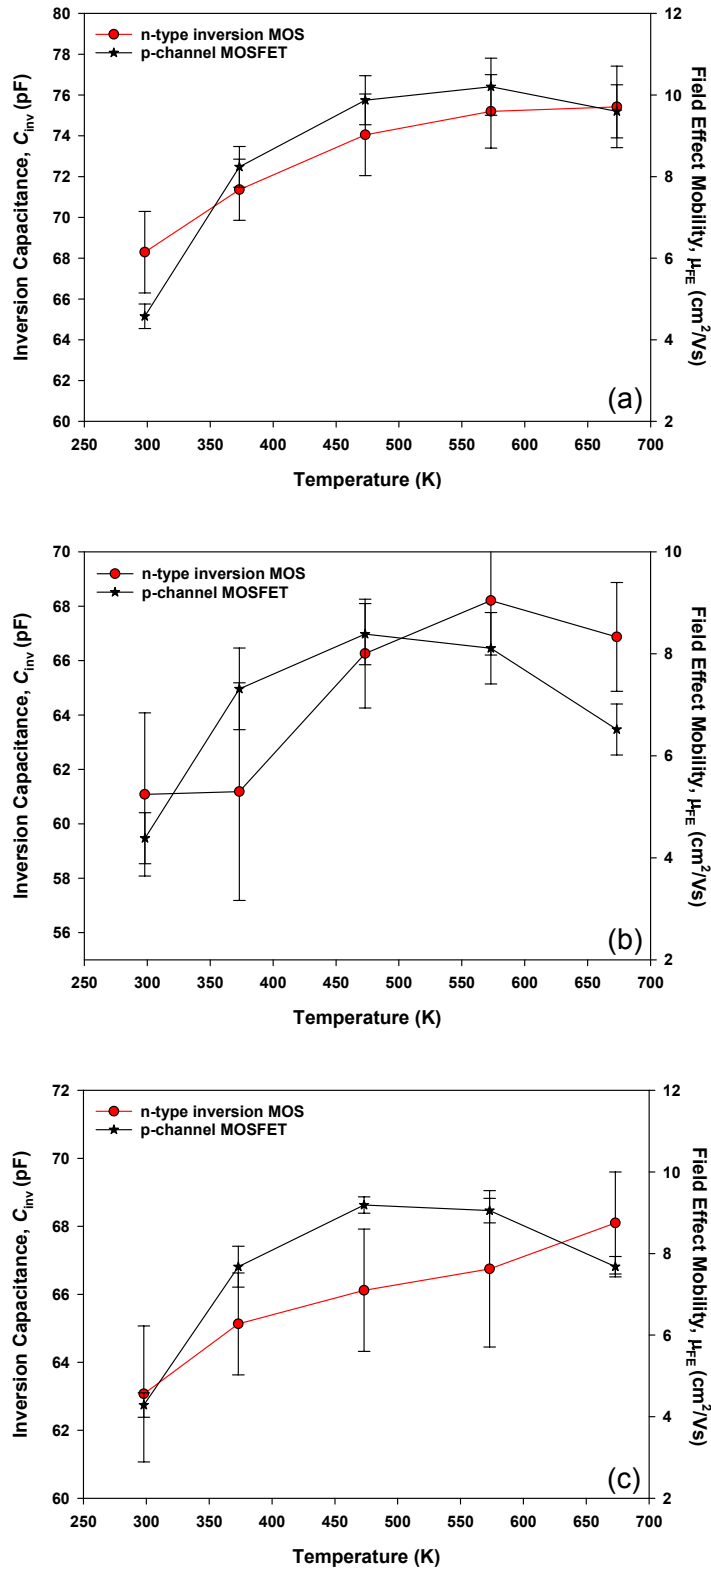 n-type inversion MOS
p-channel MOSFET
Inversion Capacitance, Cinv (pF)
80
78
76
74
72
70
68
66
64
62
60
12
10
8
6
4
2
Field Effect Mobility, μFE (cm2/Vs)
(a)
250 300 350 400 450 500 550 600 650 700
Temperature (K)
n-type inversion MOS
p-channel MOSFET
Inversion Capacitance, Cinv (pF)
70
68
66
64
61
60
58
56
55
10
8
6
4
2
Field Effect Mobility, μFE (cm2/Vs)
(b)
250 300 350 400 450 500 550 600 650 700
Temperature (K)
n-type inversion MOS
p-channel MOSFET
Inversion Capacitance, Cinv (pF)
72
70
68
66
63
62
60
12
10
8
6
4
2
Field Effect Mobility, μFE (cm2/Vs)
(c)
250 300 350 400 450 500 550 600 650 700
Temperature (K)